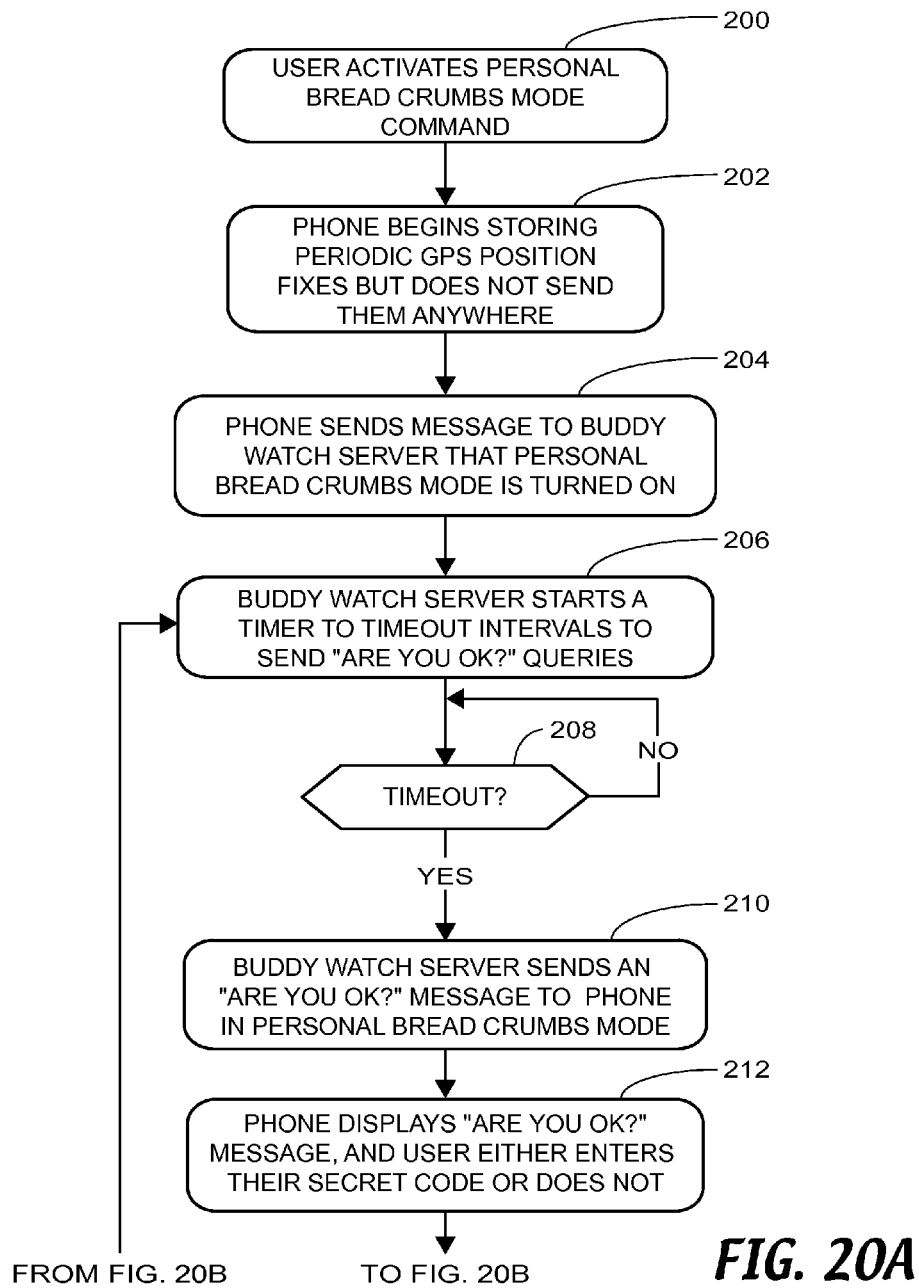 200
USER ACTIVATES PERSONAL
BREAD CRUMBS MODE
COMMAND
202
PHONE BEGINS STORING
PERIODIC GPS POSITION
FIXES BUT DOES NOT SEND
THEM ANYWHERE
204
PHONE SENDS MESSAGE TO BUDDY
WATCH SERVER THAT PERSONAL
BREAD CRUMBS MODE IS TURNED ON
206
BUDDY WATCH SERVER STARTS A
TIMER TO TIMEOUT INTERVALS TO
SEND "ARE YOU OK?" QUERIES
208
NO
TIMEOUT?
YES
210
BUDDY WATCH SERVER SENDS AN
"ARE YOU OK?" MESSAGE TO PHONE
IN PERSONAL BREAD CRUMBS MODE
212
PHONE DISPLAYS "ARE YOU OK?"
MESSAGE, AND USER EITHER ENTERS
THEIR SECRET CODE OR DOES NOT
FROM FIG. 20B
TO FIG. 20B
FIG. 20A